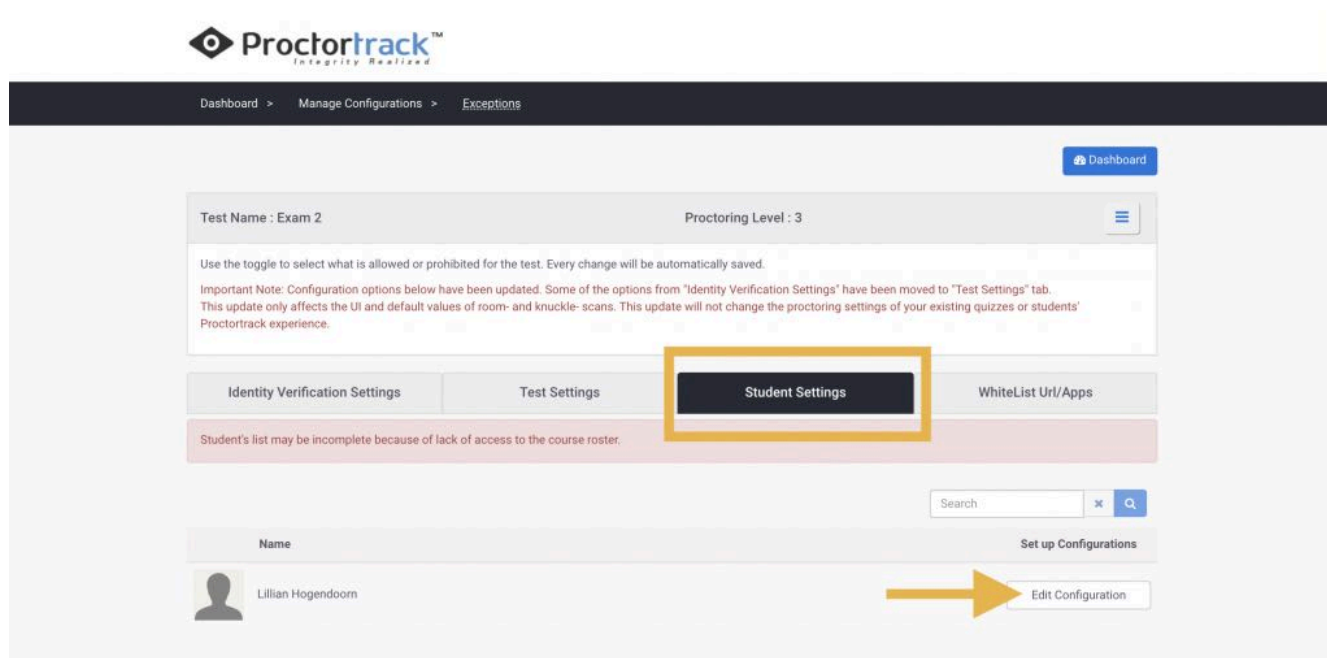 Proctortrack™
Integrity Realized
Dashboard > Manage Configurations > Exceptions
Dashboard
Test Name : Exam 2 Proctoring Level : 3
Use the toggle to select what is allowed or prohibited for the test. Every change will be automatically saved.
Important Note: Configuration options below have been updated. Some of the options from "Identity Verification Settings" have been moved to "Test Settings" tab.
This update only affects the UI and default values of room- and knuckle- scans. This update will not change the proctoring settings of your existing quizzes or students'
Proctortrack experience.
Identity Verification Settings Test Settings Student Settings WhiteList Url/Apps
Student's list may be incomplete because of lack of access to the course roster.
Search
Name Set up Configurations
Lillian Hogendoorn Edit Configuration